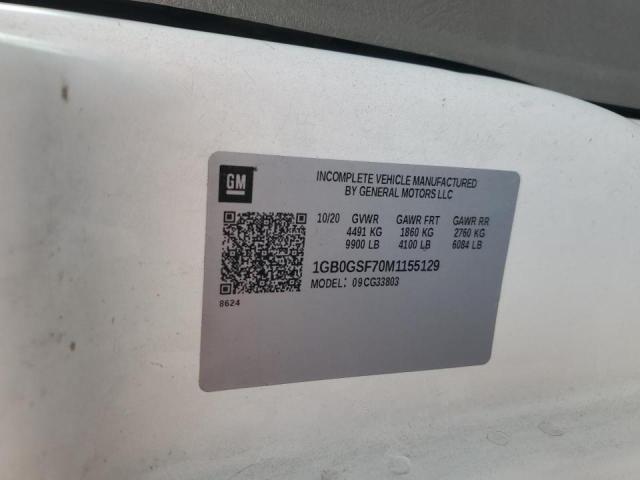 GM
INCOMPLETE VEHICLE MANUFACTURED
BY GENERAL MOTORS LLC
10/20 GVWR GAWR FRT GAWR RR
4491 KG 1860 KG 2760 KG
9900 LB 4100 LB 6084 LB
1GB0GSF70M1155129
MODEL: 09CG33803
8624